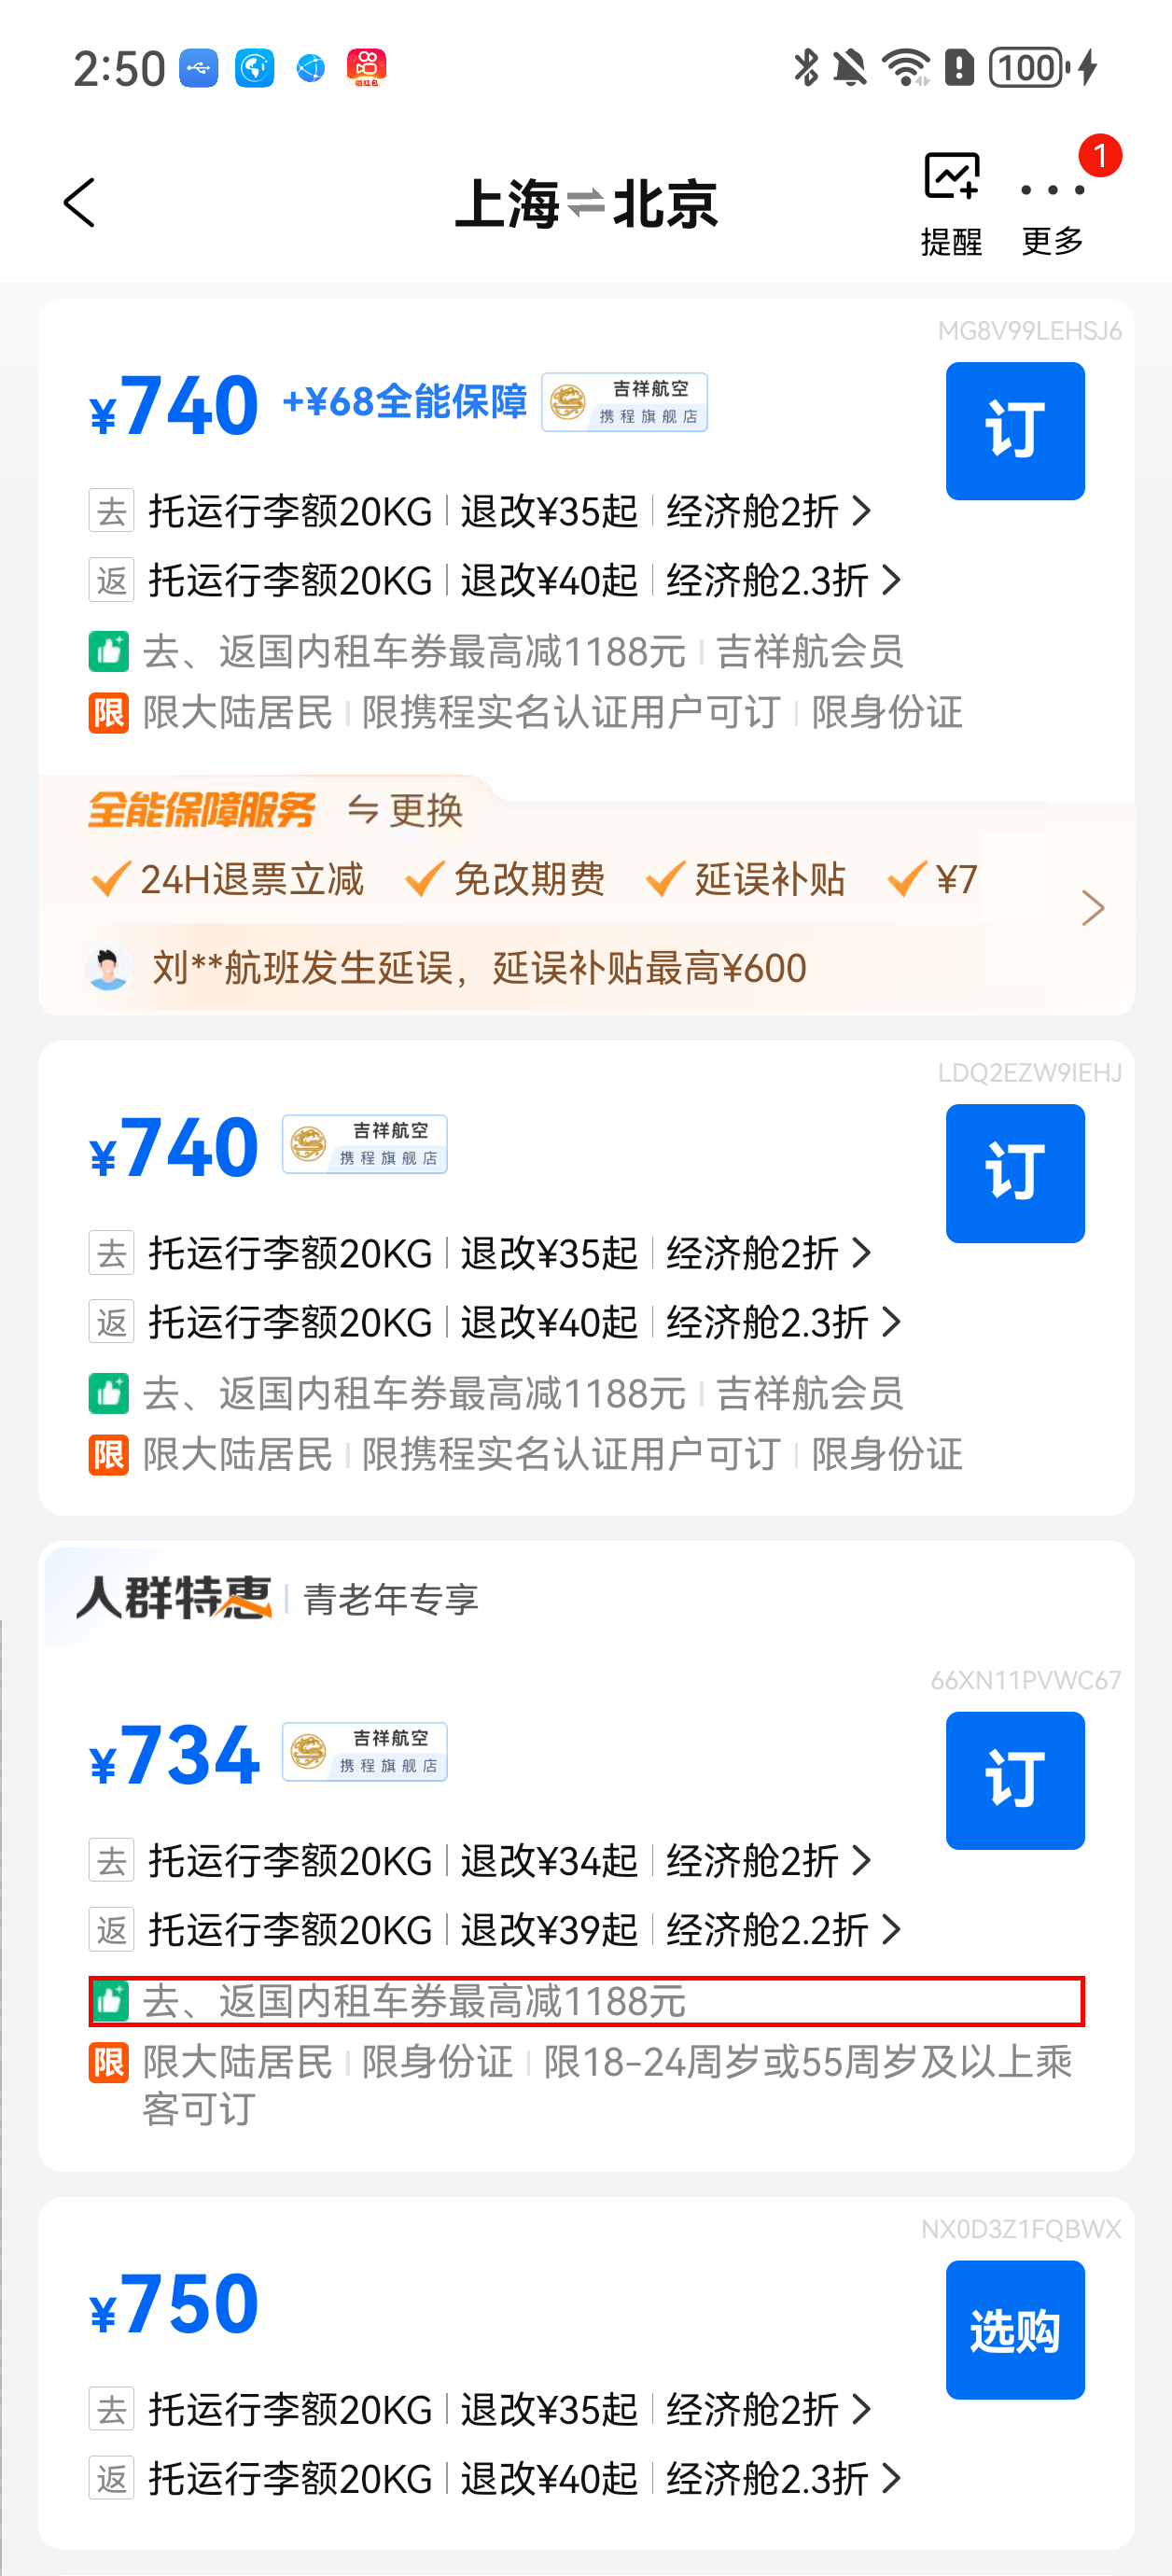 2:50
领红包
100
上海⇌北京
提醒
更多
1
MG8V99LEHSJ6
¥740 +¥68全能保障 吉祥航空 携程旗舰店
订
去 托运行李额20KG 退改¥35起 经济舱2折
返 托运行李额20KG 退改¥40起 经济舱2.3折
去、返国内租车券最高减1188元 吉祥航会员
限 限大陆居民 限携程实名认证用户可订 限身份证
全能保障服务 ⇋更换
24H退票立减 免改期费 延误补贴 ¥7
刘**航班发生延误，延误补贴最高¥600
LDQ2EZW9IEHJ
¥740 吉祥航空 携程旗舰店
订
去 托运行李额20KG 退改¥35起 经济舱2折
返 托运行李额20KG 退改¥40起 经济舱2.3折
去、返国内租车券最高减1188元 吉祥航会员
限 限大陆居民 限携程实名认证用户可订 限身份证
人群特惠 青老年专享
66XN11PVWC67
¥734 吉祥航空 携程旗舰店
订
去 托运行李额20KG 退改¥34起 经济舱2折
返 托运行李额20KG 退改¥39起 经济舱2.2折
去、返国内租车券最高减1188元
限 限大陆居民 限身份证 限18-24周岁或55周岁及以上乘
客可订
NX0D3Z1FQBWX
¥750
选购
去 托运行李额20KG 退改¥35起 经济舱2折
返 托运行李额20KG 退改¥40起 经济舱2.3折